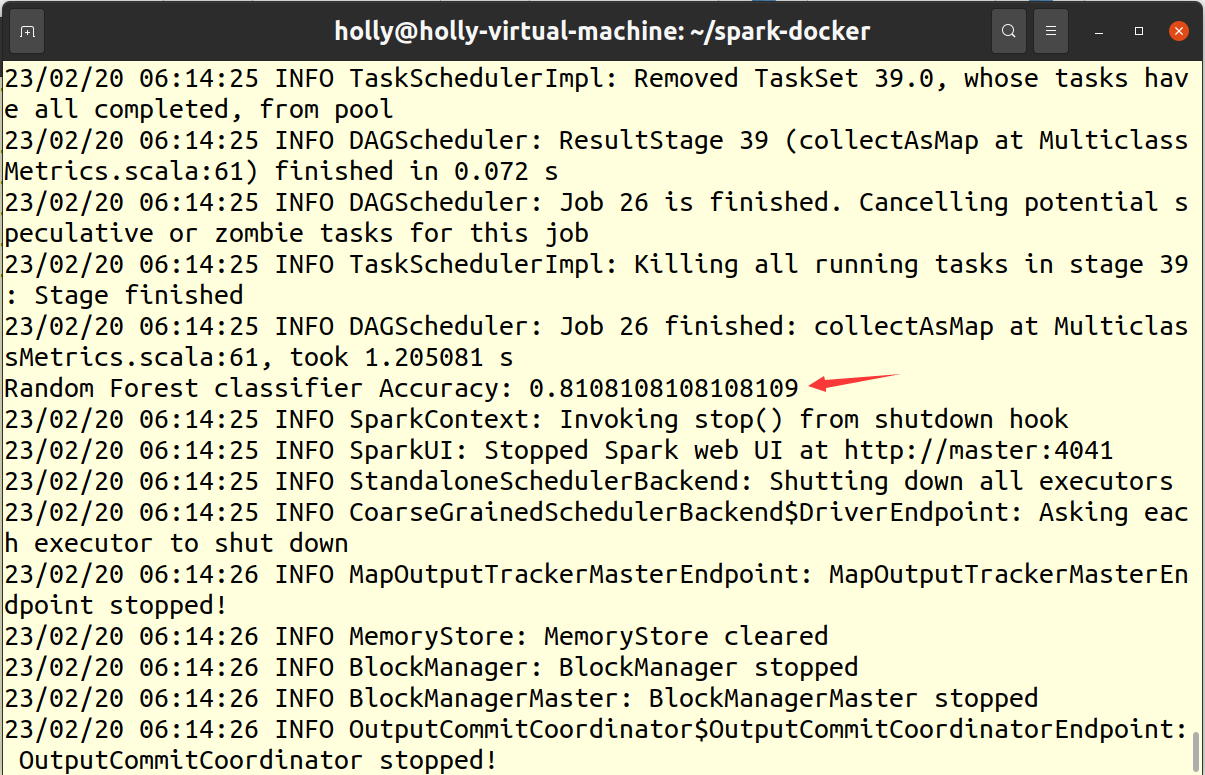 holly@holly-virtual-machine: ~/spark-docker
23/02/20 06:14:25 INFO TaskSchedulerImpl: Removed TaskSet 39.0, whose tasks hav
e all completed, from pool
23/02/20 06:14:25 INFO DAGScheduler: ResultStage 39 (collectAsMap at Multiclass
Metrics.scala:61) finished in 0.072 s
23/02/20 06:14:25 INFO DAGScheduler: Job 26 is finished. Cancelling potential s
peculative or zombie tasks for this job
23/02/20 06:14:25 INFO TaskSchedulerImpl: Killing all running tasks in stage 39
: Stage finished
23/02/20 06:14:25 INFO DAGScheduler: Job 26 finished: collectAsMap at Multiclas
sMetrics.scala:61, took 1.205081 s
Random Forest classifier Accuracy: 0.8108108108108109
23/02/20 06:14:25 INFO SparkContext: Invoking stop() from shutdown hook
23/02/20 06:14:25 INFO SparkUI: Stopped Spark web UI at http://master:4041
23/02/20 06:14:25 INFO StandaloneSchedulerBackend: Shutting down all executors
23/02/20 06:14:25 INFO CoarseGrainedSchedulerBackend$DriverEndpoint: Asking eac
h executor to shut down
23/02/20 06:14:26 INFO MapOutputTrackerMasterEndpoint: MapOutputTrackerMasterEn
dpoint stopped!
23/02/20 06:14:26 INFO MemoryStore: MemoryStore cleared
23/02/20 06:14:26 INFO BlockManager: BlockManager stopped
23/02/20 06:14:26 INFO BlockManagerMaster: BlockManagerMaster stopped
23/02/20 06:14:26 INFO OutputCommitCoordinator$OutputCommitCoordinatorEndpoint:
 OutputCommitCoordinator stopped!